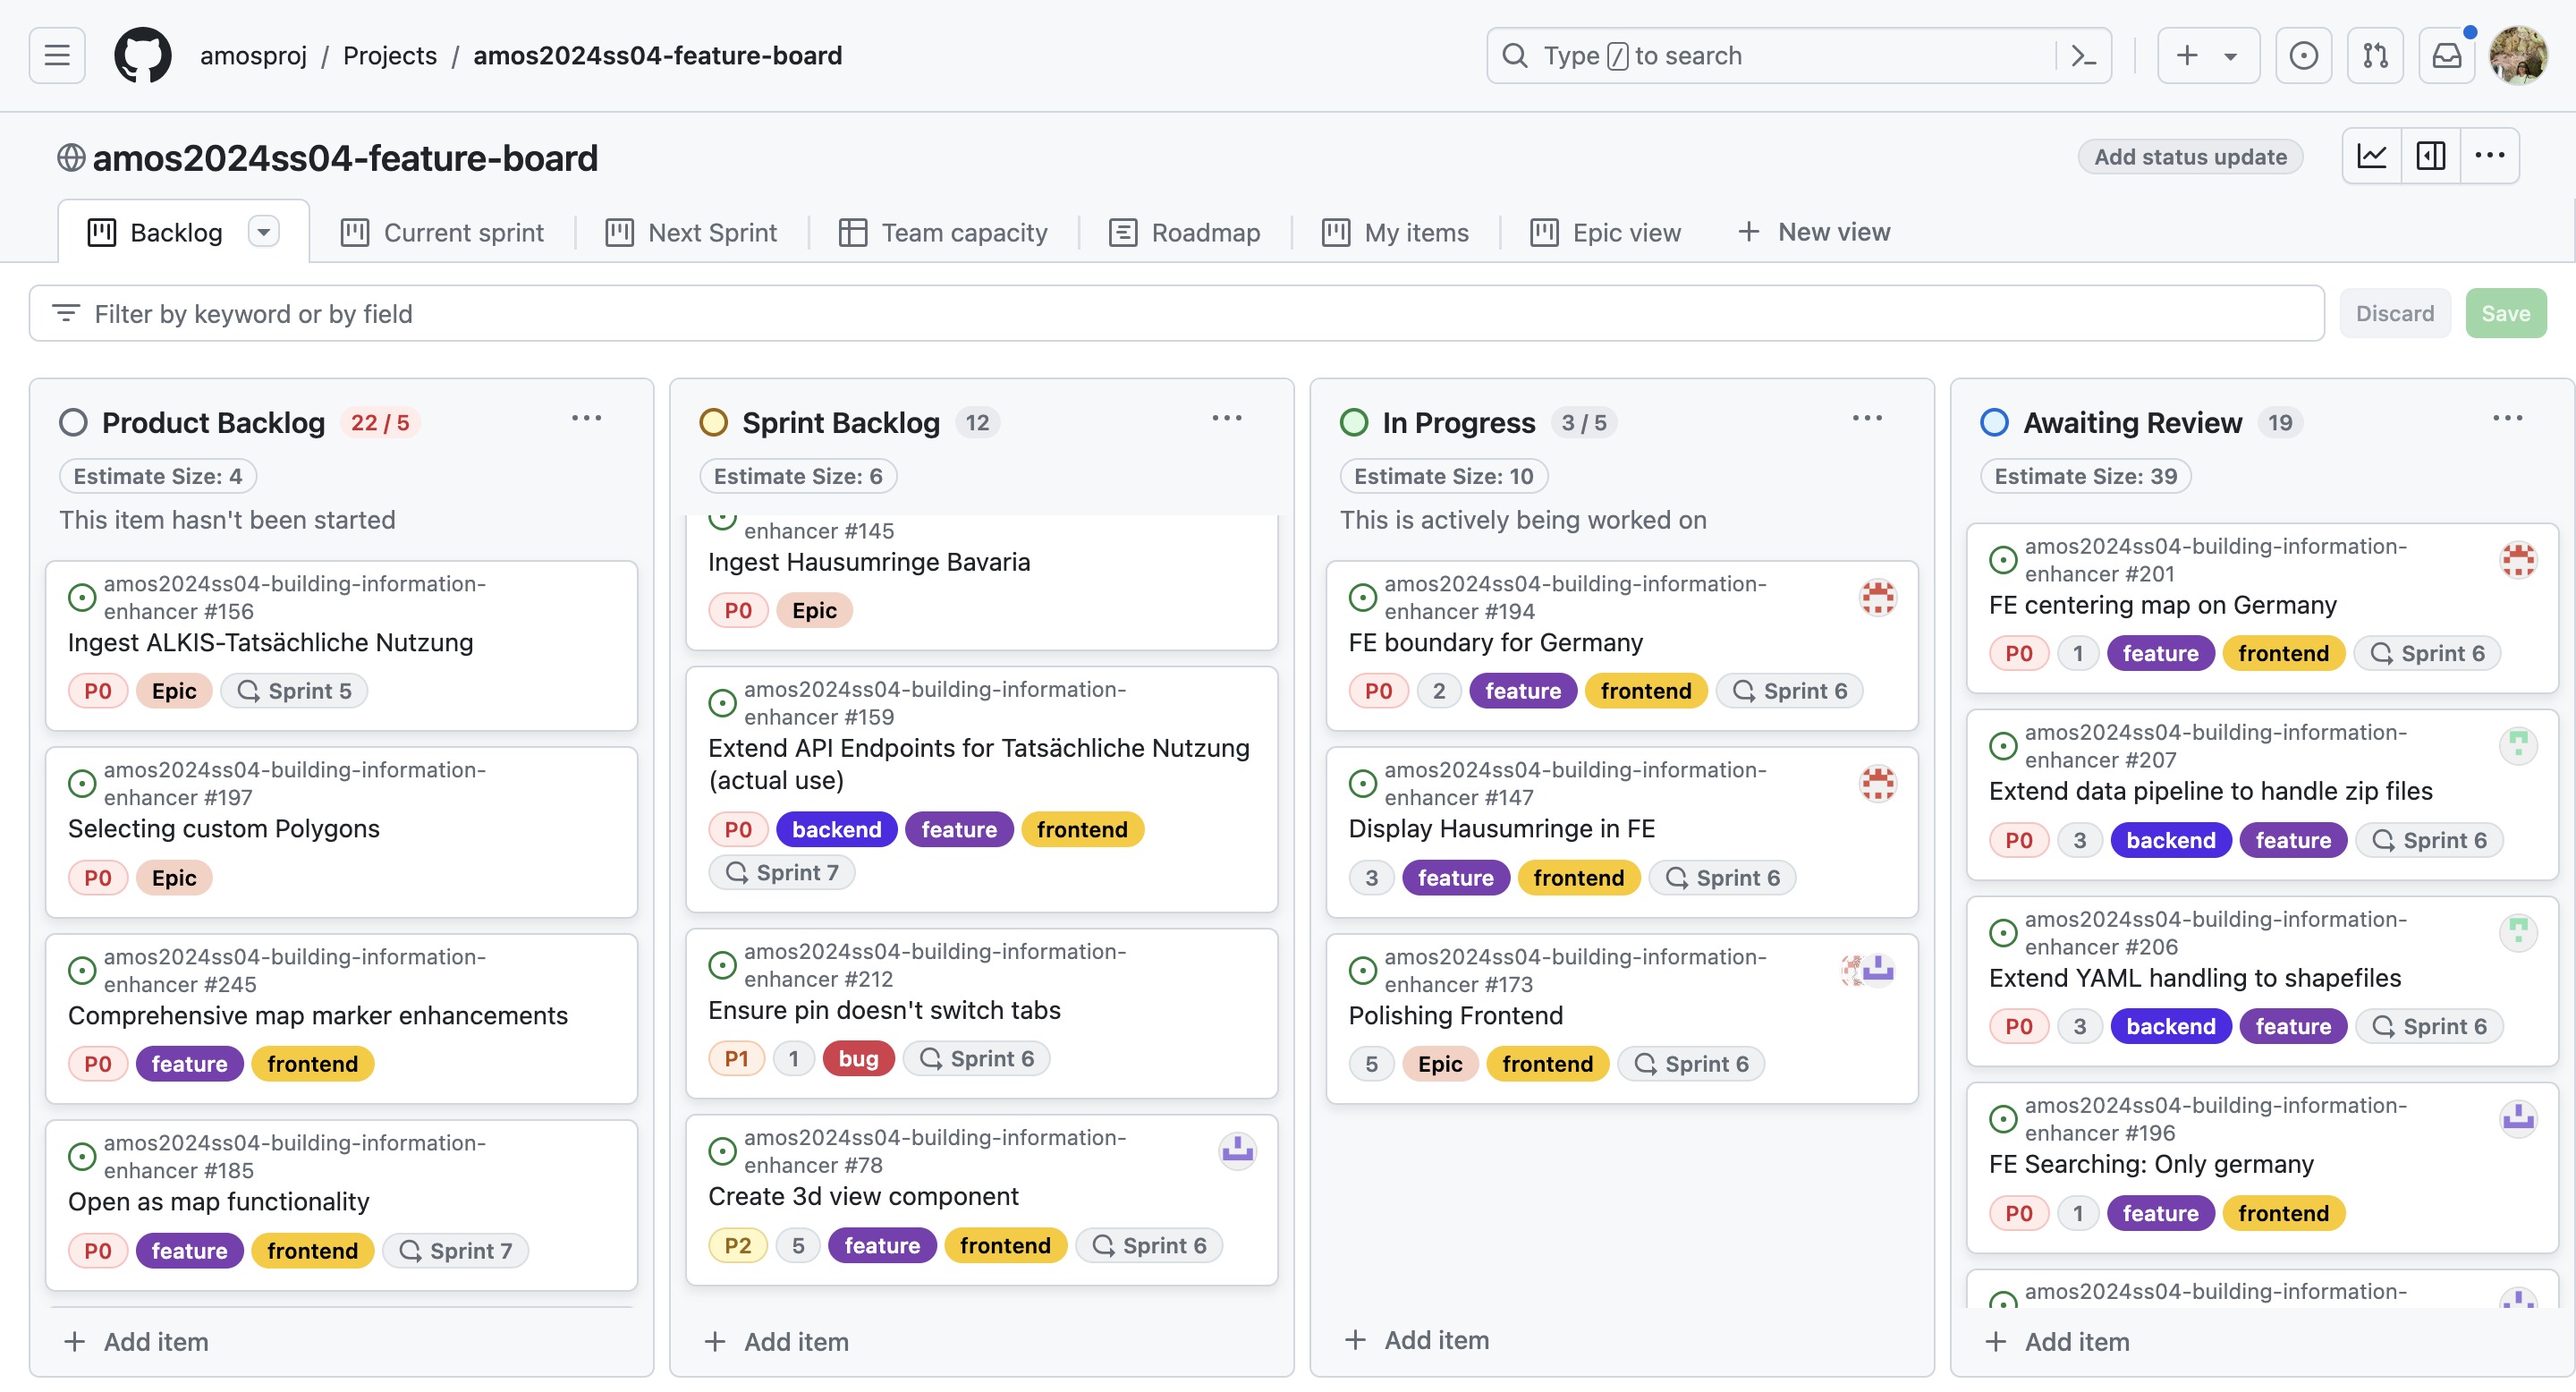 amosproj / Projects / amos2024ss04-feature-board
Type / to search
amos2024ss04-feature-board
Add status update
Backlog
Current sprint
Next Sprint
Team capacity
Roadmap
My items
Epic view
New view
Filter by keyword or by field
Discard
Save
Product Backlog 22 / 5
Estimate Size: 4
This item hasn't been started
amos2024ss04-building-information-
enhancer #156
Ingest ALKIS-Tatsächliche Nutzung
P0 Epic Sprint 5
amos2024ss04-building-information-
enhancer #197
Selecting custom Polygons
P0 Epic
amos2024ss04-building-information-
enhancer #245
Comprehensive map marker enhancements
P0 feature frontend
amos2024ss04-building-information-
enhancer #185
Open as map functionality
P0 feature frontend Sprint 7
Add item
Sprint Backlog 12
Estimate Size: 6
enhancer #145
Ingest Hausumringe Bavaria
P0 Epic
amos2024ss04-building-information-
enhancer #159
Extend API Endpoints for Tatsächliche Nutzung
(actual use)
P0 backend feature frontend
Sprint 7
amos2024ss04-building-information-
enhancer #212
Ensure pin doesn't switch tabs
P1 1 bug Sprint 6
amos2024ss04-building-information-
enhancer #78
Create 3d view component
P2 5 feature frontend Sprint 6
Add item
In Progress 3 / 5
Estimate Size: 10
This is actively being worked on
amos2024ss04-building-information-
enhancer #194
FE boundary for Germany
P0 2 feature frontend Sprint 6
amos2024ss04-building-information-
enhancer #147
Display Hausumringe in FE
3 feature frontend Sprint 6
amos2024ss04-building-information-
enhancer #173
Polishing Frontend
5 Epic frontend Sprint 6
Add item
Awaiting Review 19
Estimate Size: 39
amos2024ss04-building-information-
enhancer #201
FE centering map on Germany
P0 1 feature frontend Sprint 6
amos2024ss04-building-information-
enhancer #207
Extend data pipeline to handle zip files
P0 3 backend feature Sprint 6
amos2024ss04-building-information-
enhancer #206
Extend YAML handling to shapefiles
P0 3 backend feature Sprint 6
amos2024ss04-building-information-
enhancer #196
FE Searching: Only germany
P0 1 feature frontend
amos2024ss04-building-information-
Add item